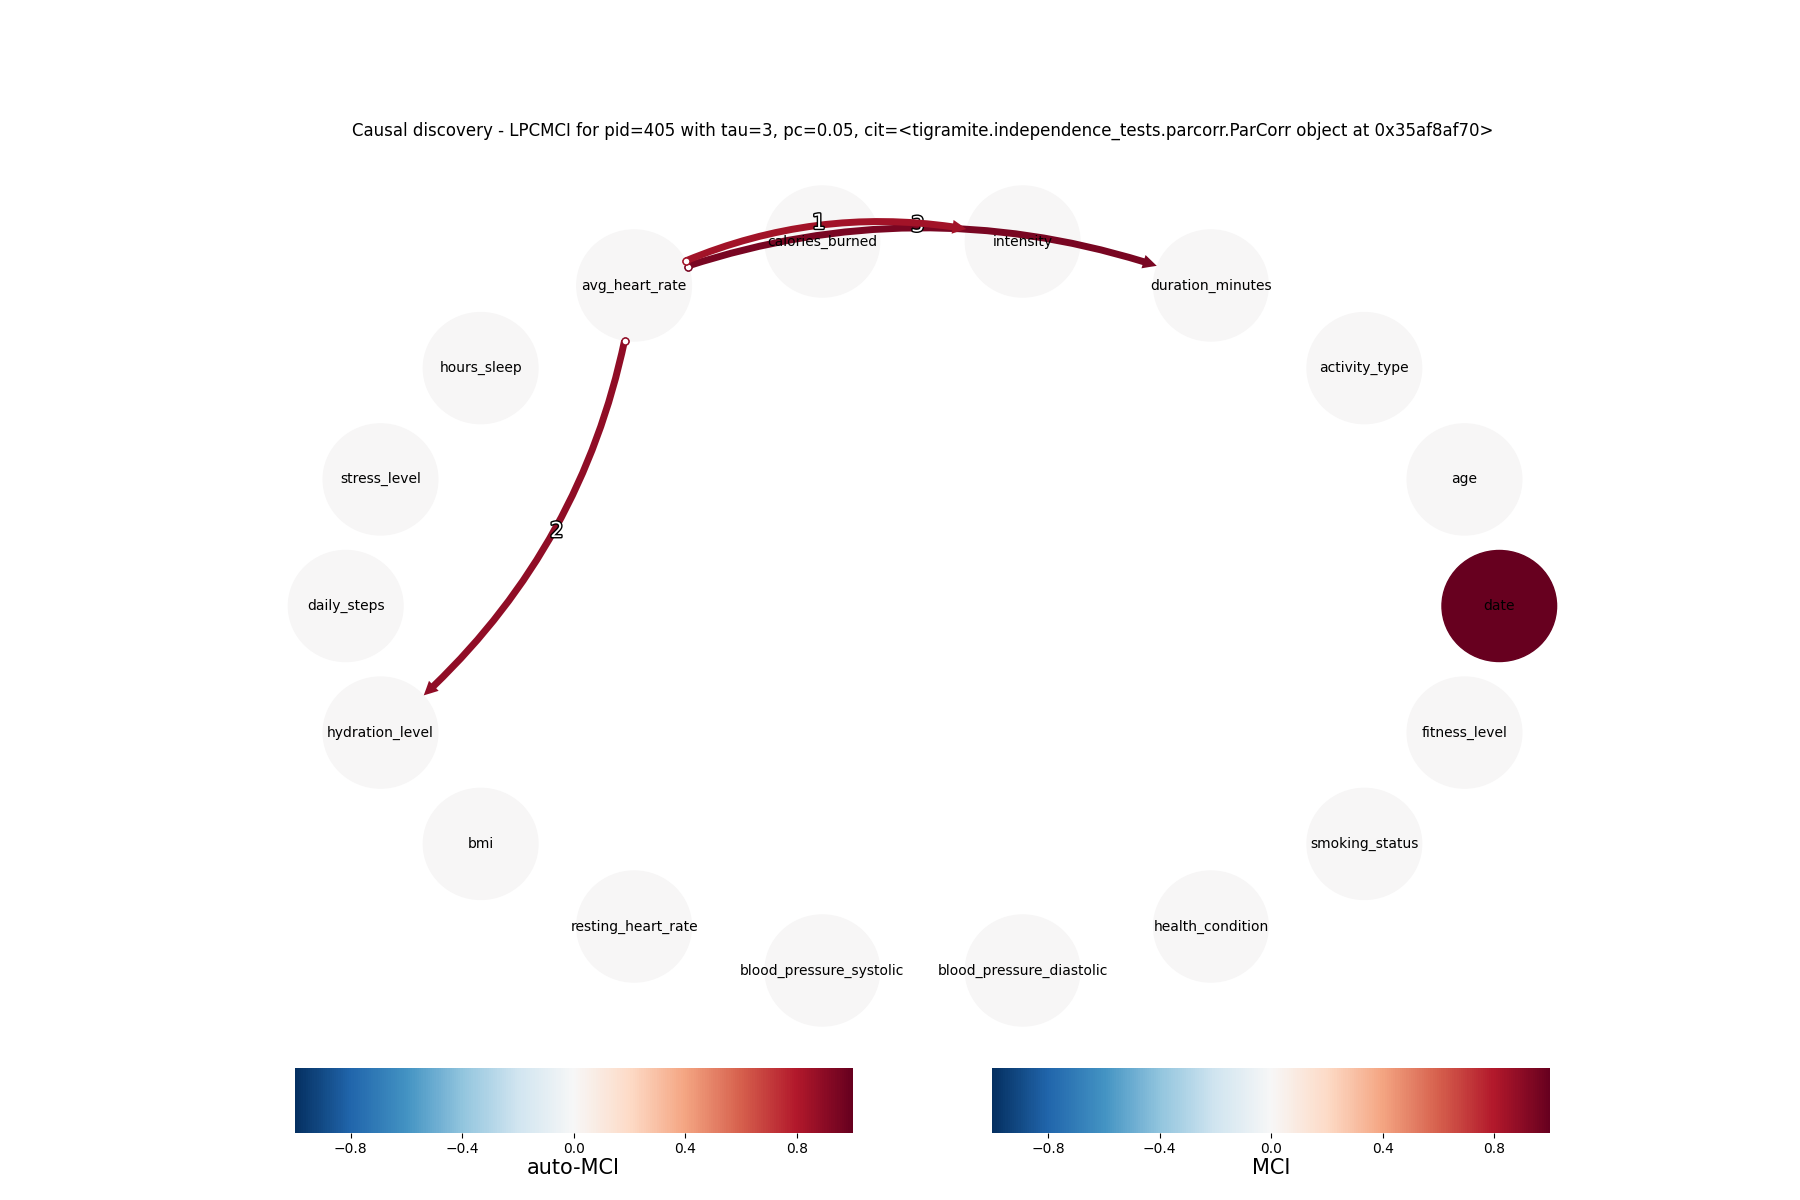 Causal discovery - LPCMCI for pid=405 with tau=3, pc=0.05, cit=<tigramite.independence_tests.parcorr.ParCorr object at 0x35af8af70>
1
3
calories_burned
intensity
avg_heart_rate
duration_minutes
hours_sleep
activity_type
stress_level
age
2
daily_steps
date
hydration_level
fitness_level
bmi
smoking_status
resting_heart_rate
health_condition
blood_pressure_systolic
blood_pressure_diastolic
−0.8 −0.4 0.0 0.4 0.8
auto-MCI
−0.8 −0.4 0.0 0.4 0.8
MCI